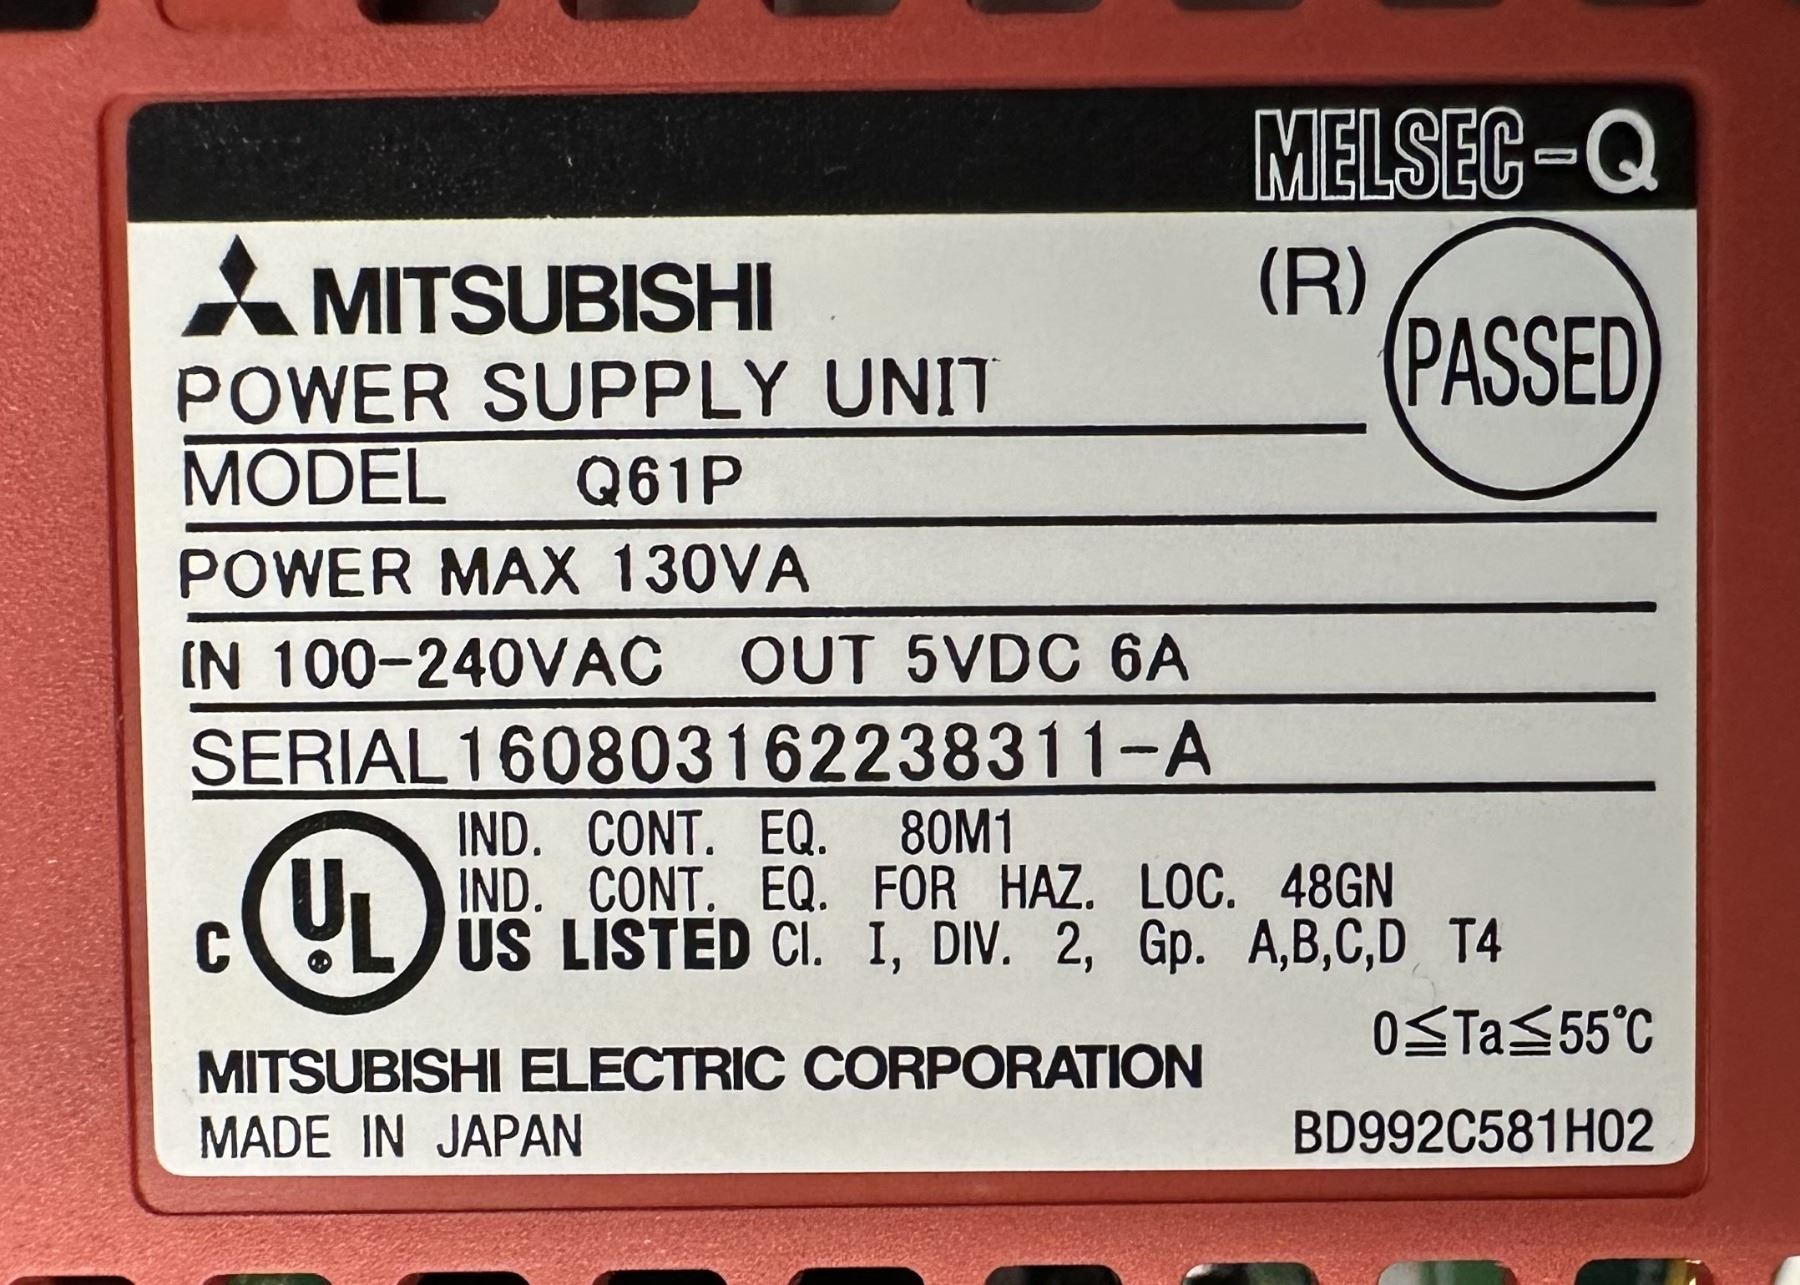 MELSEC-Q
MITSUBISHI
(R)
PASSED
POWER SUPPLY UNIT
MODEL Q61P
POWER MAX 130VA
IN 100-240VAC OUT 5VDC 6A
SERIAL 160803162238311-A
IND. CONT. EQ. 80M1
IND. CONT. EQ. FOR HAZ. LOC. 48GN
C UL US LISTED Cl. I, DIV. 2, Gp. A,B,C,D T4
0≦Ta≦55℃
MITSUBISHI ELECTRIC CORPORATION
MADE IN JAPAN
BD992C581H02